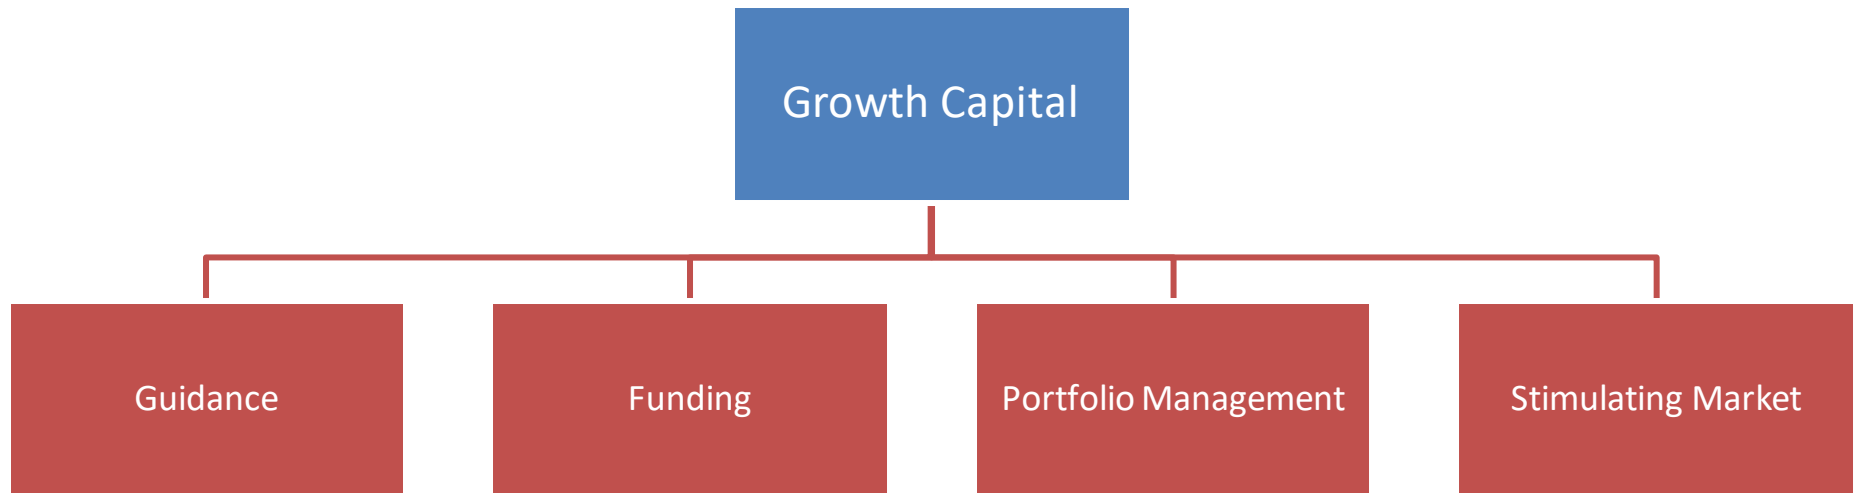 Growth Capital
Guidance
Funding
Portfolio Management
Stimulating Market